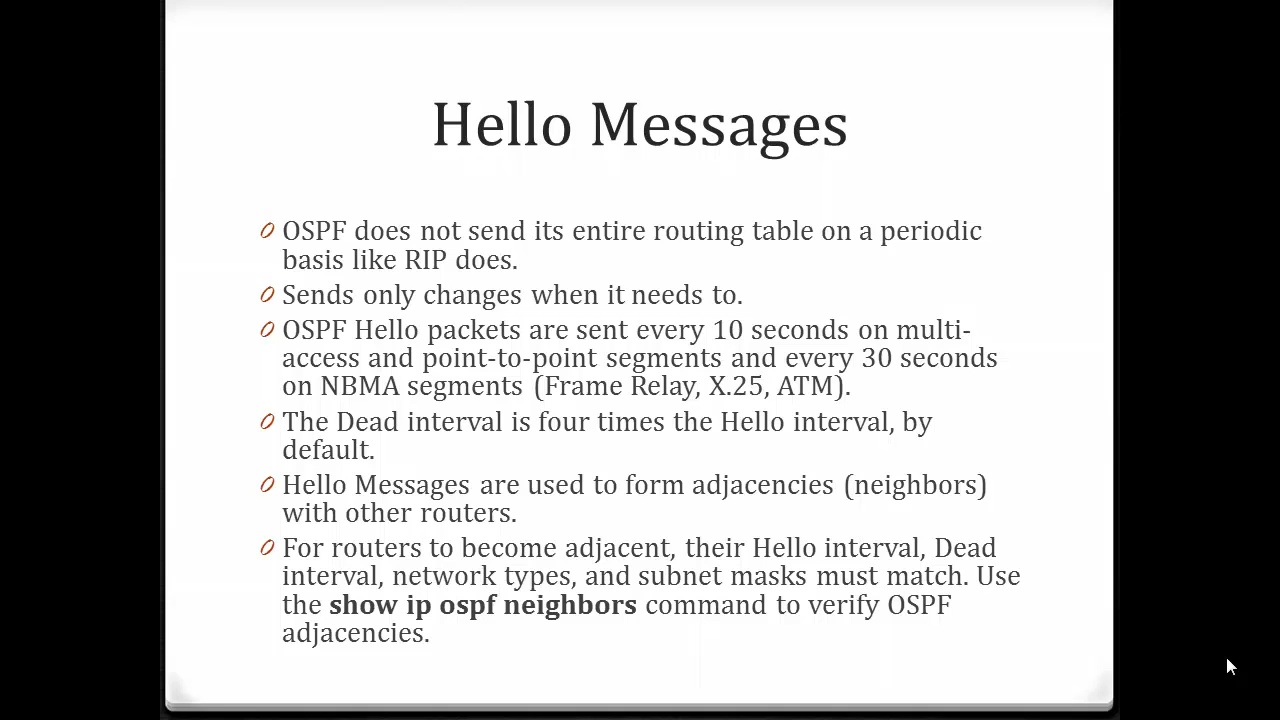 Hello Messages
OSPF does not send its entire routing table on a periodic
basis like RIP does.
Sends only changes when it needs to.
OSPF Hello packets are sent every 10 seconds on multi-
access and point-to-point segments and every 30 seconds
on NBMA segments (Frame Relay, X.25, ATM).
The Dead interval is four times the Hello interval, by
default.
Hello Messages are used to form adjacencies (neighbors)
with other routers.
For routers to become adjacent, their Hello interval, Dead
interval, network types, and subnet masks must match. Use
the show ip ospf neighbors command to verify OSPF
adjacencies.